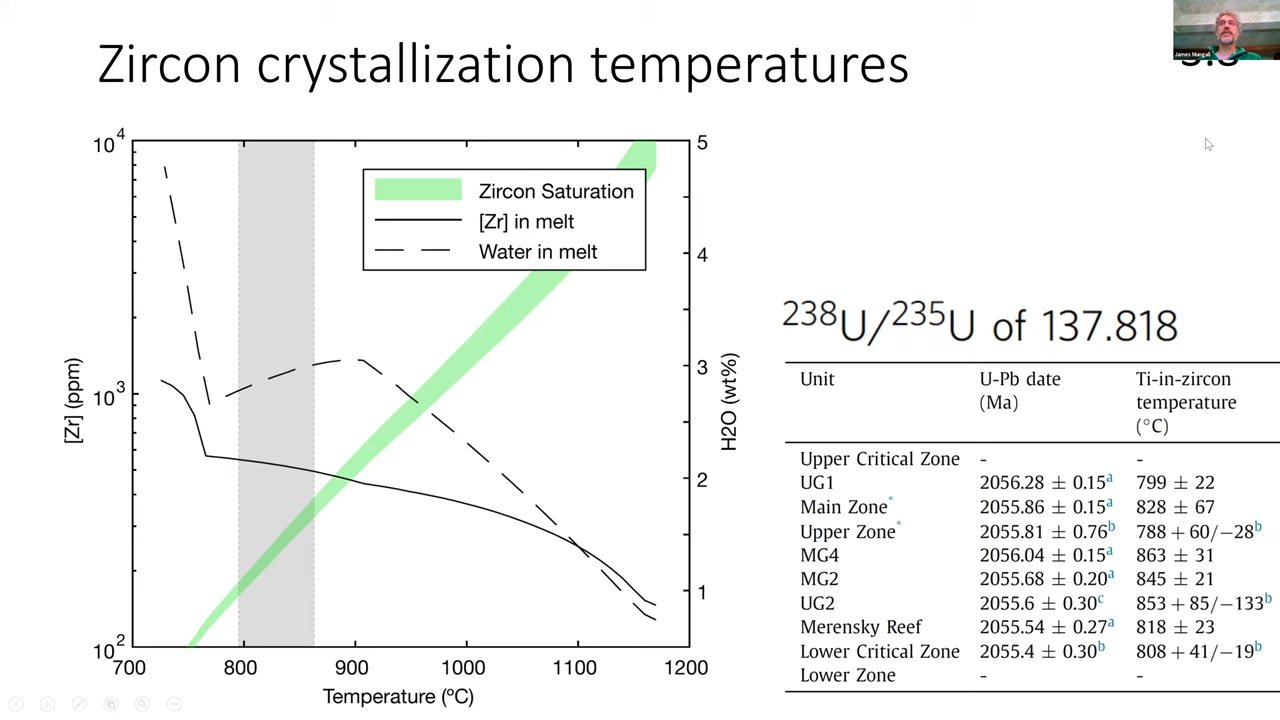 Zircon crystallization temperatures
James Mungall
10^4
10^3
10^2
[Zr] (ppm)
Zircon Saturation
[Zr] in melt
Water in melt
5
4
3
2
1
H2O (wt%)
700 800 900 1000 1100 1200
Temperature (ºC)
238U/235U of 137.818
Unit U-Pb date (Ma) Ti-in-zircon temperature (°C)
Upper Critical Zone - -
UG1 2056.28 ± 0.15a 799 ± 22
Main Zone* 2055.86 ± 0.15a 828 ± 67
Upper Zone* 2055.81 ± 0.76b 788 + 60/−28b
MG4 2056.04 ± 0.15a 863 ± 31
MG2 2055.68 ± 0.20a 845 ± 21
UG2 2055.6 ± 0.30c 853 + 85/−133b
Merensky Reef 2055.54 ± 0.27a 818 ± 23
Lower Critical Zone 2055.4 ± 0.30b 808 + 41/−19b
Lower Zone - -